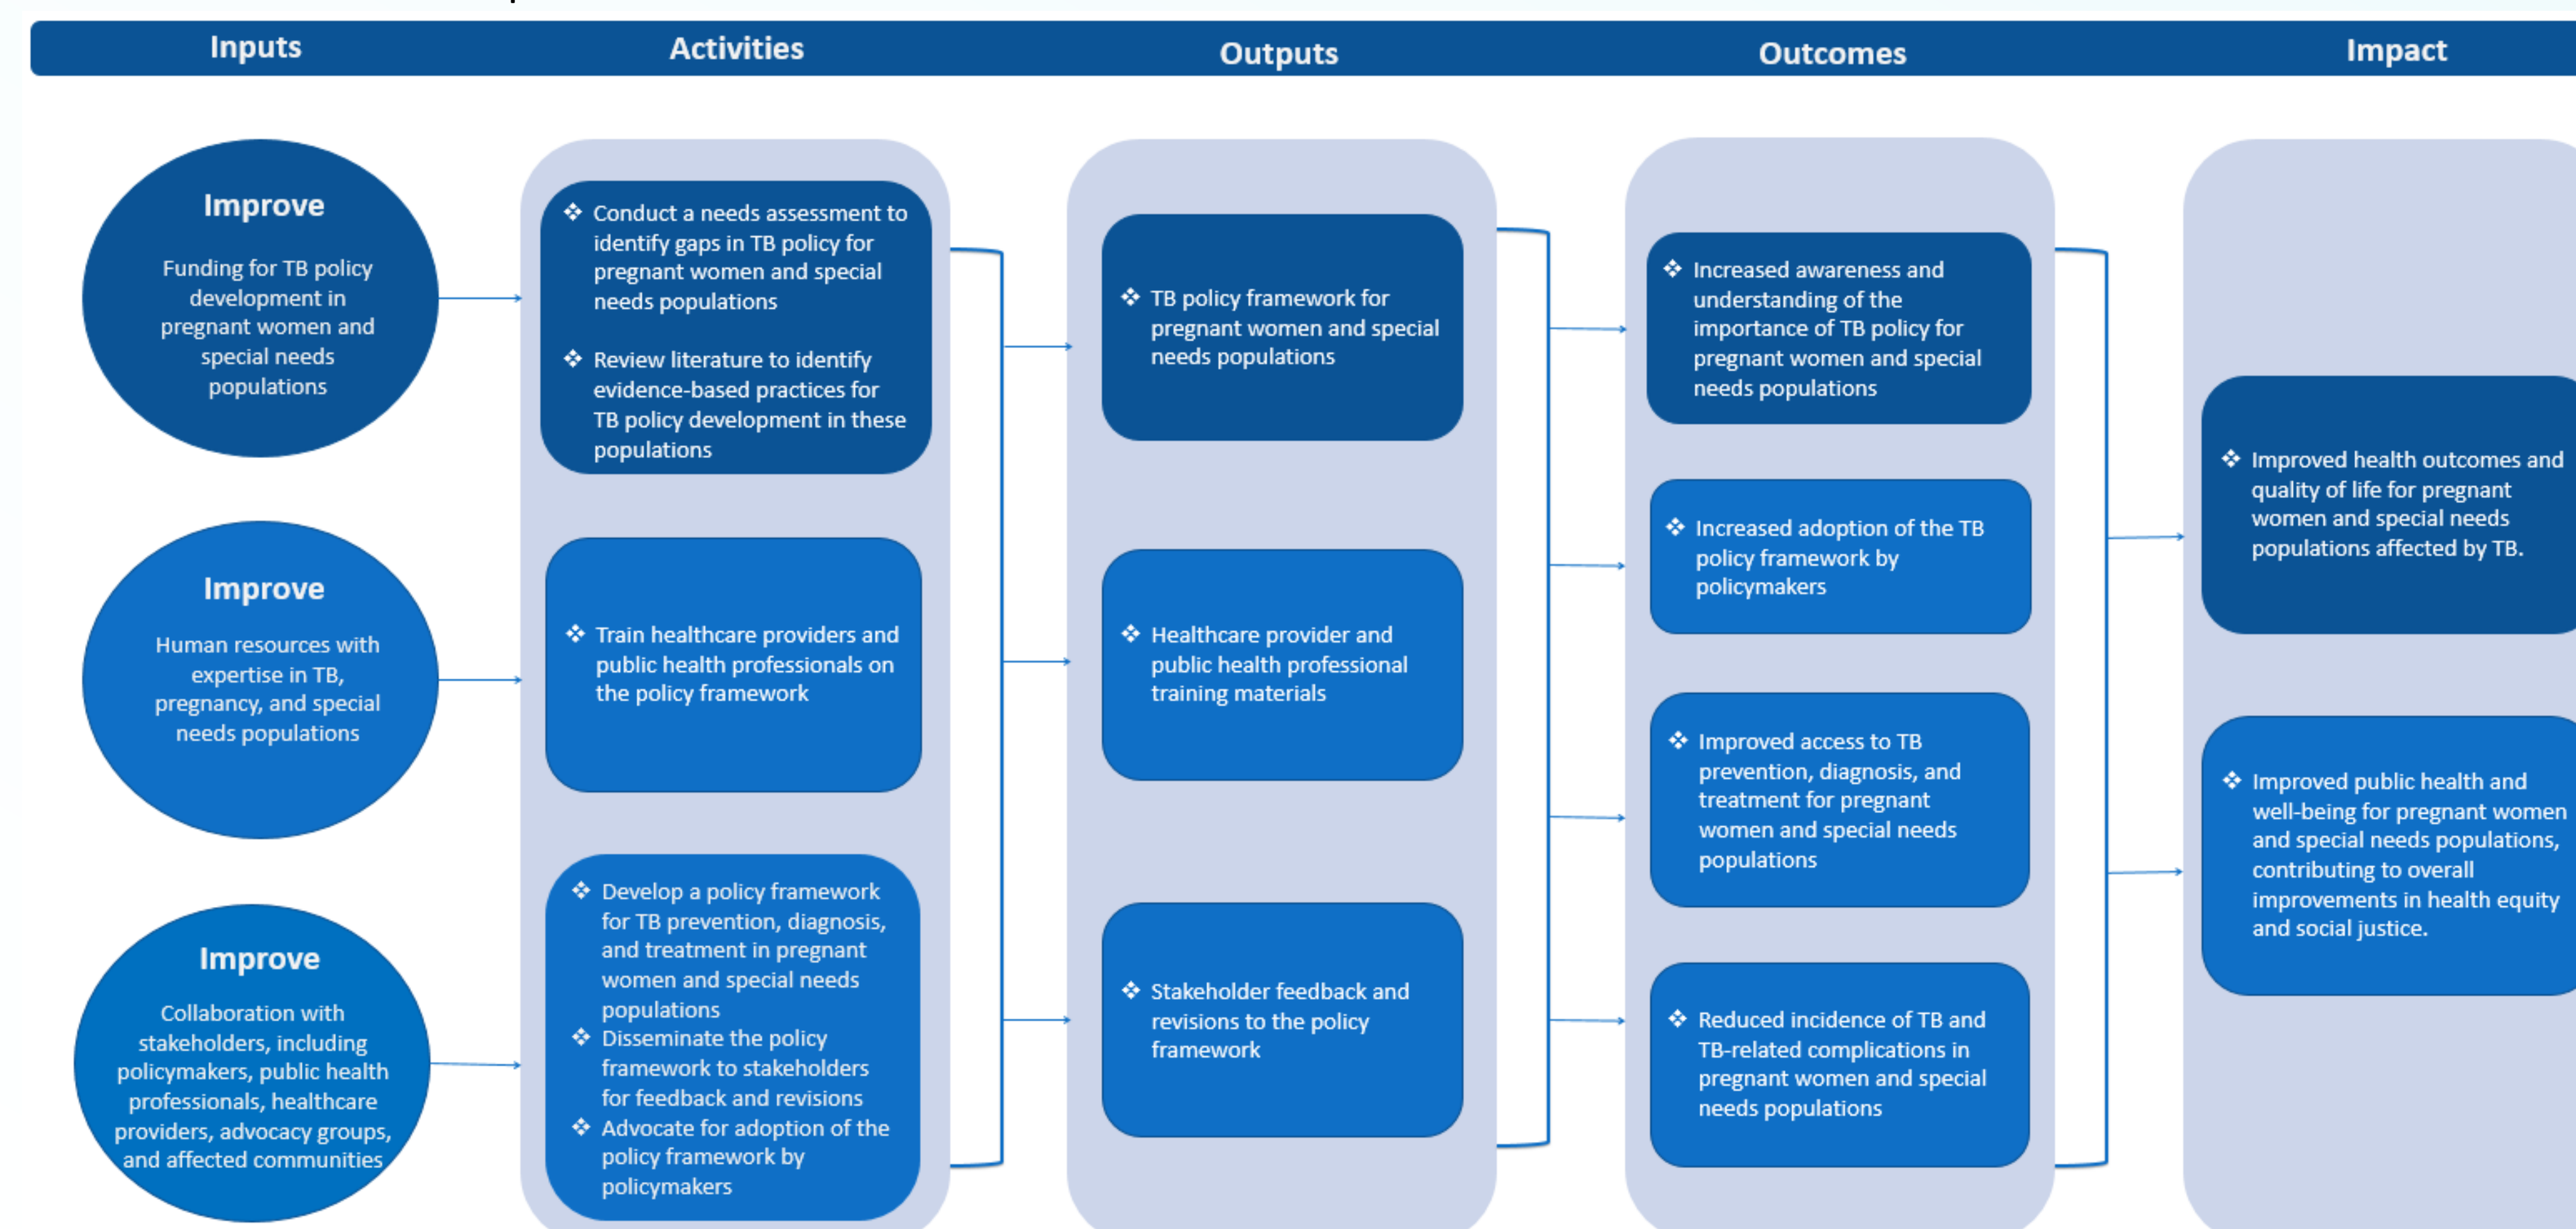 Inputs
Activities
Outputs
Outcomes
Impact
Improve
Funding for TB policy
development in
pregnant women and
special needs
populations
Improve
Human resources with
expertise in TB,
pregnancy, and special
needs populations
Improve
Collaboration with
stakeholders, including
policymakers, public health
professionals, healthcare
providers, advocacy groups,
and affected communities
❖ Conduct a needs assessment to
identify gaps in TB policy for
pregnant women and special
needs populations
❖ Review literature to identify
evidence-based practices for
TB policy development in these
populations
❖ Train healthcare providers and
public health professionals on
the policy framework
❖ Develop a policy framework
for TB prevention, diagnosis,
and treatment in pregnant
women and special needs
populations
❖ Disseminate the policy
framework to stakeholders
for feedback and revisions
❖ Advocate for adoption of the
policy framework by
policymakers
❖ TB policy framework for
pregnant women and special
needs populations
❖ Healthcare provider and
public health professional
training materials
❖ Stakeholder feedback and
revisions to the policy
framework
❖ Increased awareness and
understanding of the
importance of TB policy for
pregnant women and special
needs populations
❖ Increased adoption of the TB
policy framework by
policymakers
❖ Improved access to TB
prevention, diagnosis, and
treatment for pregnant
women and special needs
populations
❖ Reduced incidence of TB and
TB-related complications in
pregnant women and special
needs populations
❖ Improved health outcomes and
quality of life for pregnant
women and special needs
populations affected by TB.
❖ Improved public health and
well-being for pregnant women
and special needs populations,
contributing to overall
improvements in health equity
and social justice.